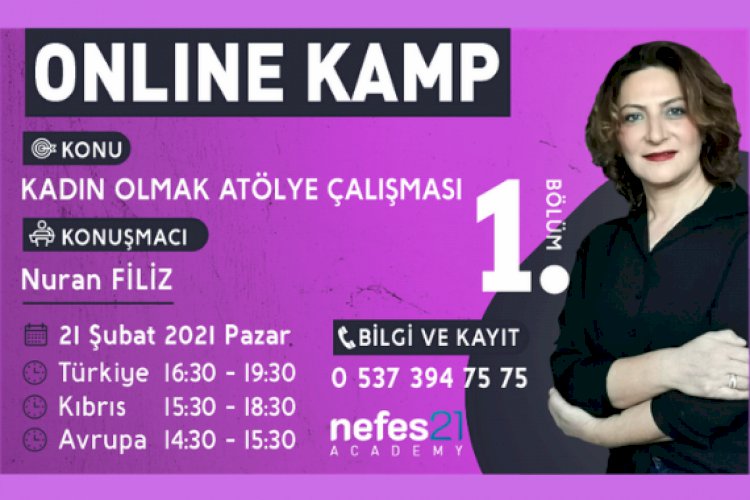 ONLINE KAMP
KONU
KADIN OLMAK ATÖLYE ÇALIŞMASI
KONUŞMACI
Nuran FİLİZ
1.
BÖLÜM
21 Şubat 2021 Pazar
Türkiye 16:30 - 19:30
Kıbrıs 15:30 - 18:30
Avrupa 14:30 - 15:30
BİLGİ VE KAYIT
0 537 394 75 75
nefes21
ACADEMY